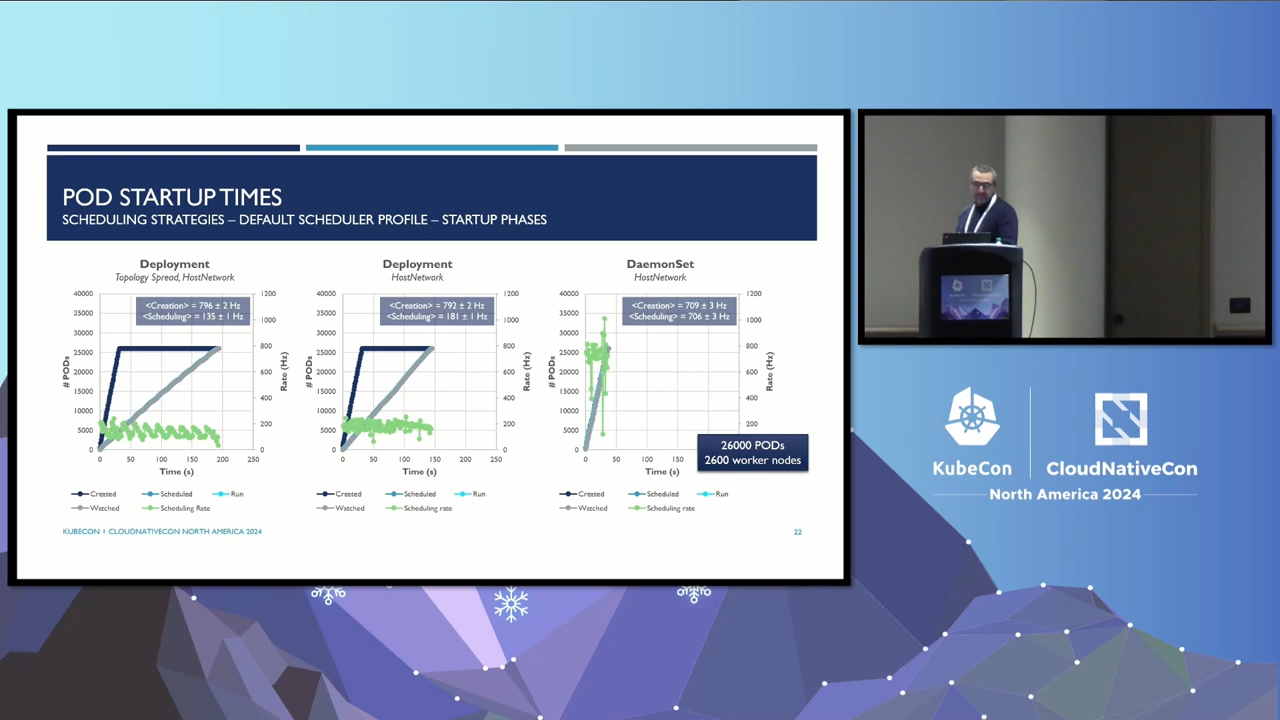 POD STARTUP TIMES
SCHEDULING STRATEGIES – DEFAULT SCHEDULER PROFILE – STARTUP PHASES
Deployment
Topology Spread, HostNetwork
<Creation> = 796 ± 2 Hz
<Scheduling> = 135 ± 1 Hz
40000
35000
30000
25000
20000
15000
10000
5000
0
# PODs
1200
1000
800
600
400
200
0
Rate (Hz)
0 50 100 150 200 250
Time (s)
Created Scheduled Run
Watched Scheduling Rate
Deployment
HostNetwork
<Creation> = 792 ± 2 Hz
<Scheduling> = 181 ± 1 Hz
40000
35000
30000
25000
20000
15000
10000
5000
0
# PODs
1200
1000
800
600
400
200
0
Rate (Hz)
0 50 100 150 200 250
Time (s)
Created Scheduled Run
Watched Scheduling rate
DaemonSet
HostNetwork
<Creation> = 709 ± 3 Hz
<Scheduling> = 706 ± 3 Hz
40000
35000
30000
25000
20000
15000
10000
5000
0
# PODs
1200
1000
800
600
400
200
Rate (Hz)
0 50 100 150
Time (s)
26000 PODs
2600 worker nodes
Created Scheduled Run
Watched Scheduling rate
KUBECON + CLOUDNATIVECON NORTH AMERICA 2024
22
KubeCon CloudNativeCon
North America 2024